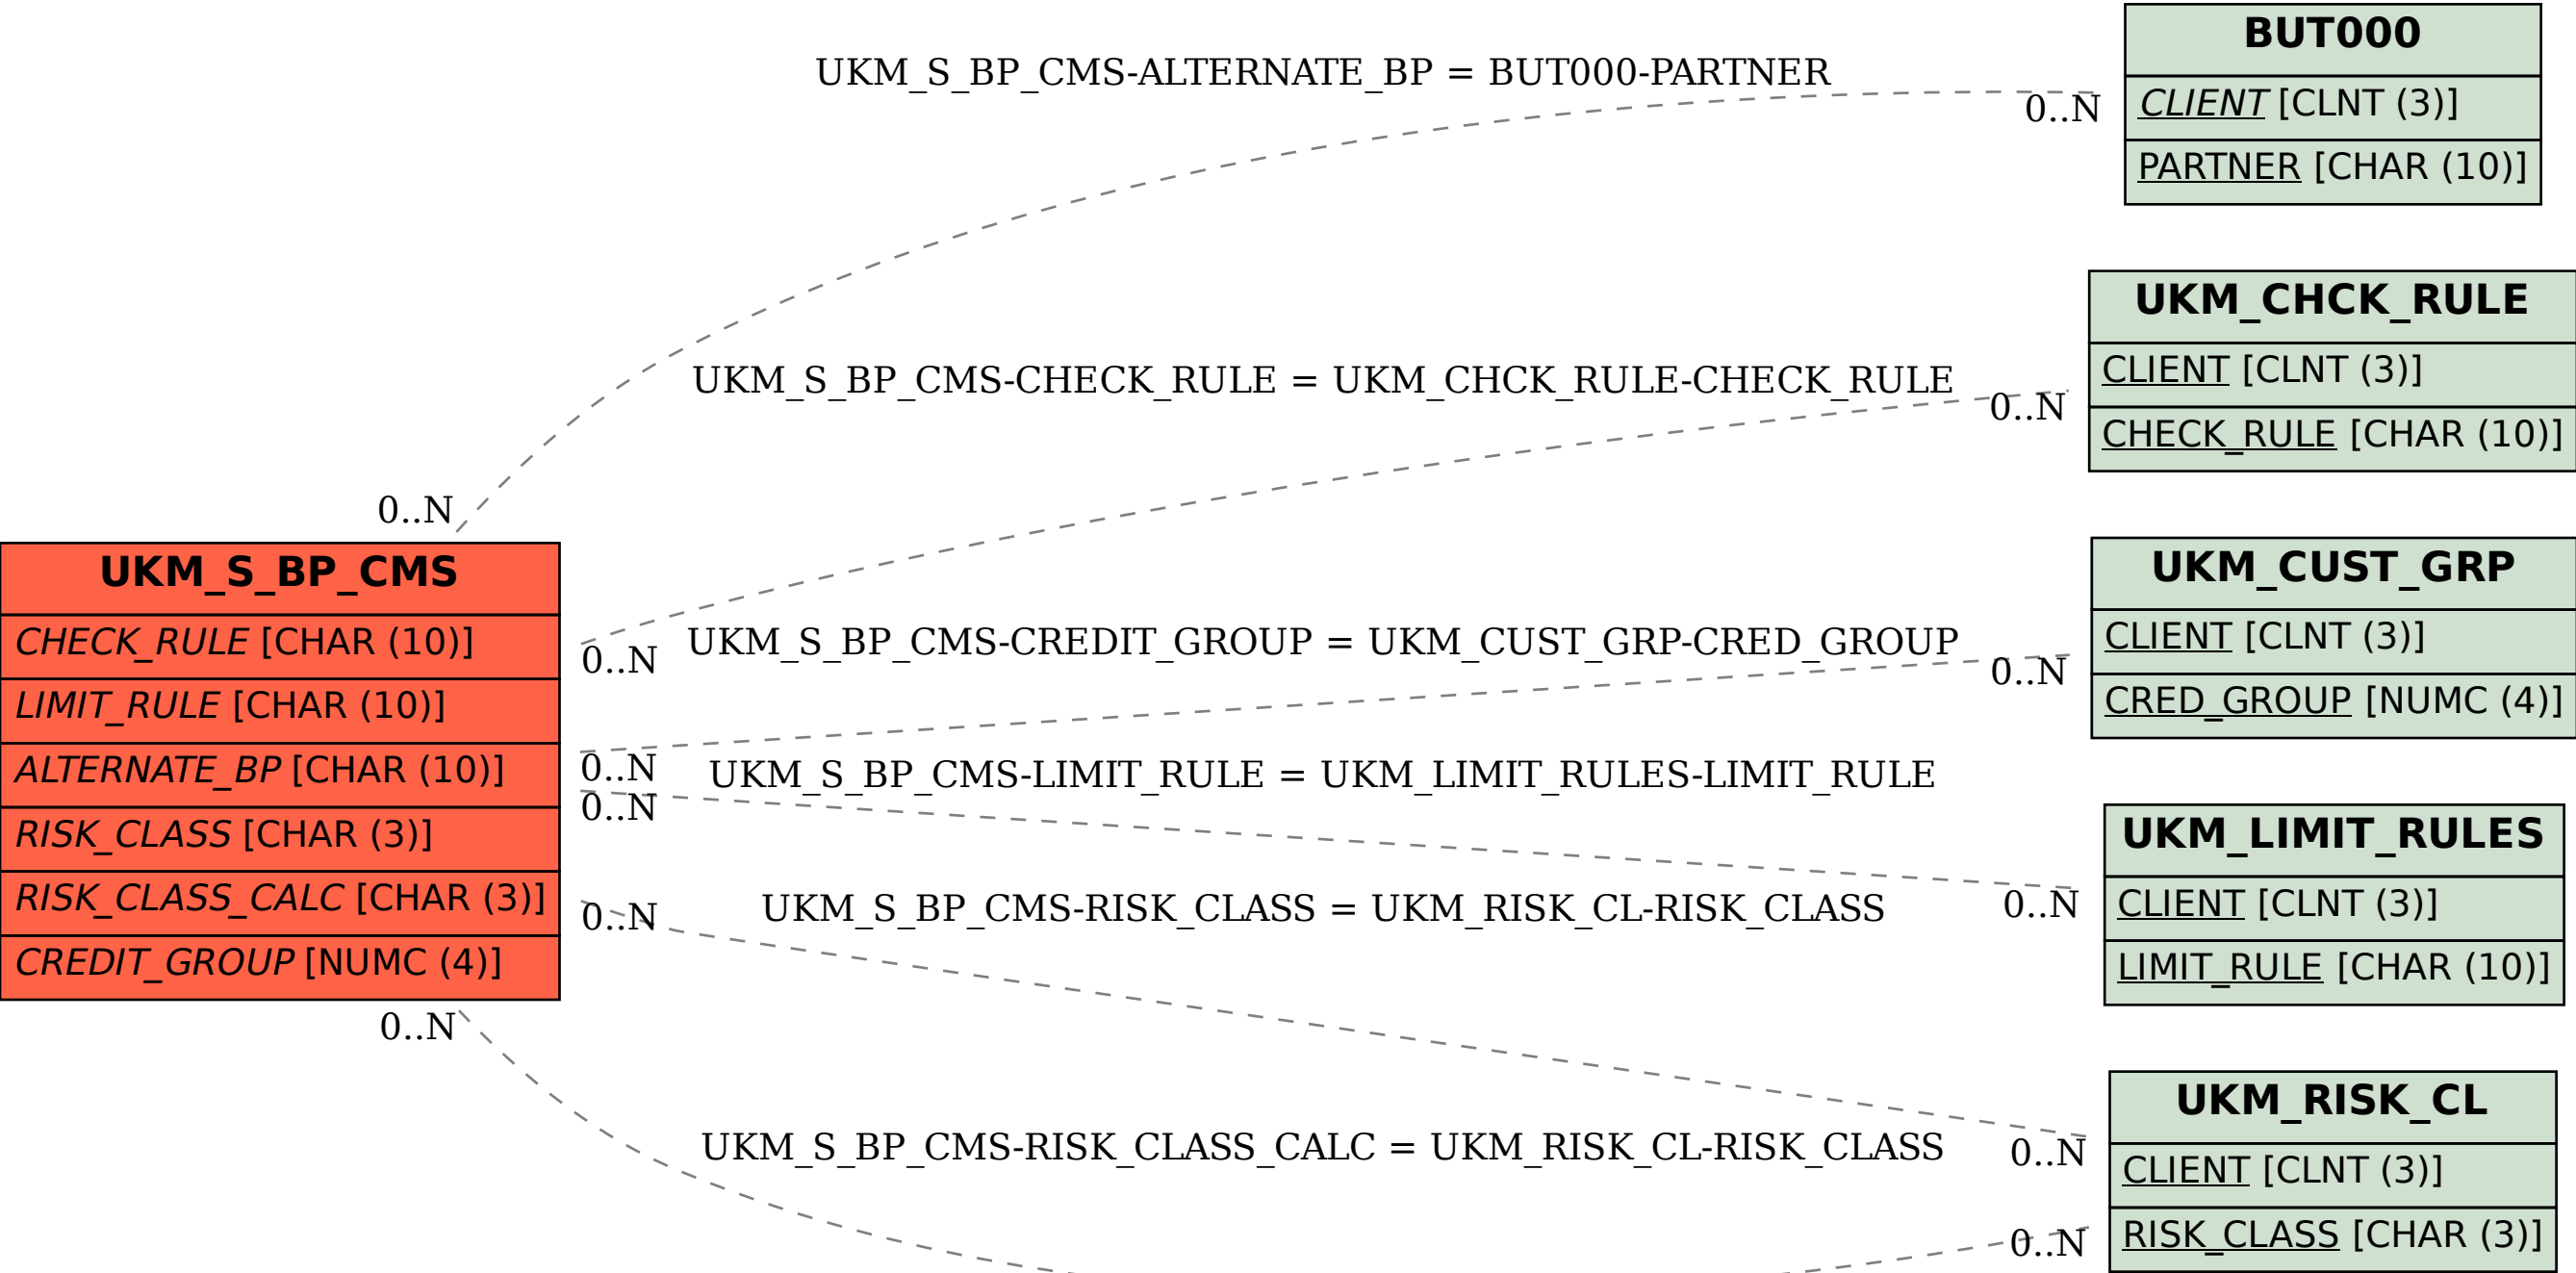 BUT000
CLIENT [CLNT (3)]
PARTNER [CHAR (10)]
UKM_S_BP_CMS-ALTERNATE_BP = BUT000-PARTNER
0..N
0..N
UKM_CHCK_RULE
CLIENT [CLNT (3)]
CHECK_RULE [CHAR (10)]
UKM_S_BP_CMS-CHECK_RULE = UKM_CHCK_RULE-CHECK_RULE
0..N
0..N
UKM_S_BP_CMS
CHECK_RULE [CHAR (10)]
LIMIT_RULE [CHAR (10)]
ALTERNATE_BP [CHAR (10)]
RISK_CLASS [CHAR (3)]
RISK_CLASS_CALC [CHAR (3)]
CREDIT_GROUP [NUMC (4)]
UKM_CUST_GRP
CLIENT [CLNT (3)]
CRED_GROUP [NUMC (4)]
UKM_S_BP_CMS-CREDIT_GROUP = UKM_CUST_GRP-CRED_GROUP
0..N
0..N
UKM_S_BP_CMS-LIMIT_RULE = UKM_LIMIT_RULES-LIMIT_RULE
0..N
0..N
UKM_LIMIT_RULES
CLIENT [CLNT (3)]
LIMIT_RULE [CHAR (10)]
UKM_S_BP_CMS-RISK_CLASS = UKM_RISK_CL-RISK_CLASS
0..N
0..N
UKM_RISK_CL
CLIENT [CLNT (3)]
RISK_CLASS [CHAR (3)]
UKM_S_BP_CMS-RISK_CLASS_CALC = UKM_RISK_CL-RISK_CLASS
0..N
0..N